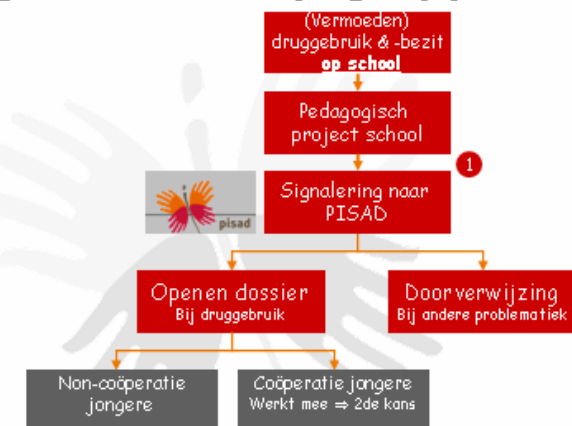 (Vermoeden)
druggebruik & -bezit
op school
Pedagogisch
project school
1
Signalering naar
PISAD
pisad
Openen dossier
Bij druggebruik
Doorverwijzing
Bij andere problematiek
Non-coöperatie
jongere
Coöperatie jongere
Werkt mee ⇒ 2de kans